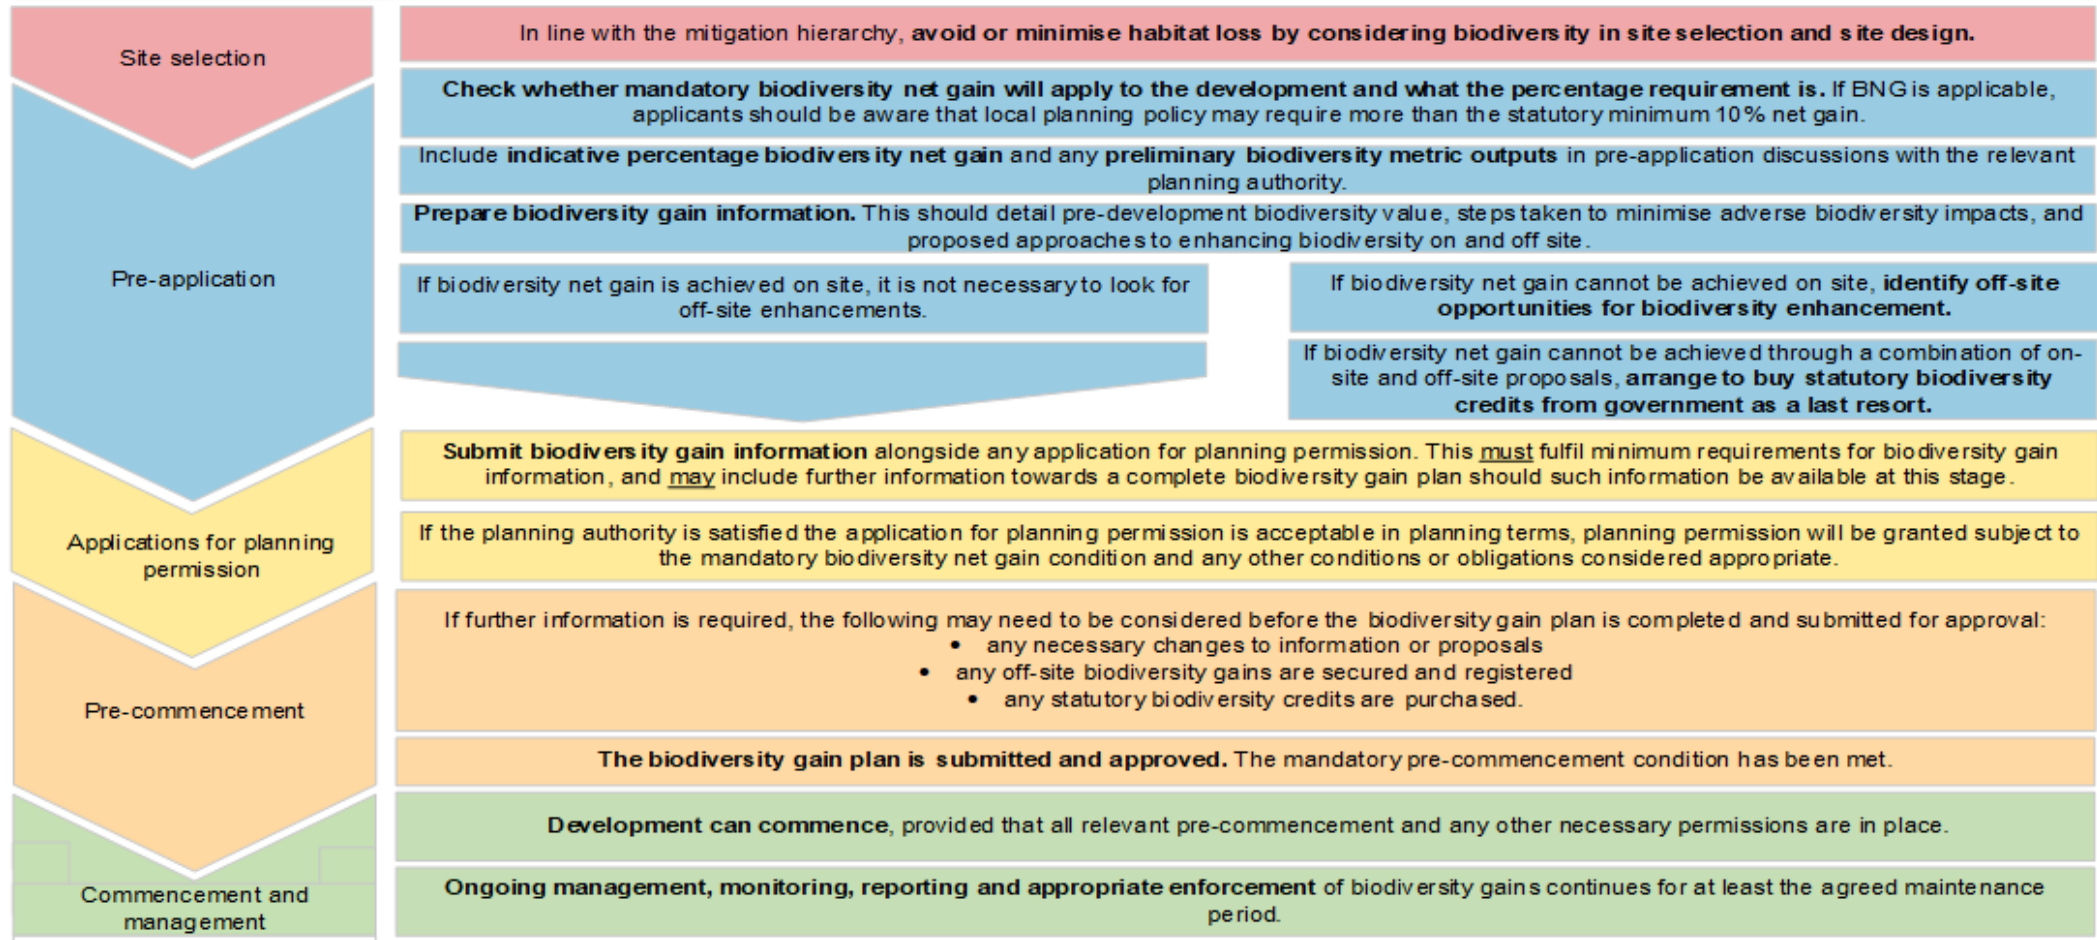 Site selection
In line with the mitigation hierarchy, avoid or minimise habitat loss by considering biodiversity in site selection and site design.
Pre-application
Check whether mandatory biodiversity net gain will apply to the development and what the percentage requirement is. If BNG is applicable,
applicants should be aware that local planning policy may require more than the statutory minimum 10% net gain.
Include indicative percentage biodiversity net gain and any preliminary biodiversity metric outputs in pre-application discussions with the relevant
planning authority.
Prepare biodiversity gain information. This should detail pre-development biodiversity value, steps taken to minimise adverse biodiversity impacts, and
proposed approaches to enhancing biodiversity on and off site.
If biodiversity net gain is achieved on site, it is not necessary to look for
off-site enhancements.
If biodiversity net gain cannot be achieved on site, identify off-site
opportunities for biodiversity enhancement.
If biodiversity net gain cannot be achieved through a combination of on-
site and off-site proposals, arrange to buy statutory biodiversity
credits from government as a last resort.
Applications for planning
permission
Submit biodiversity gain information alongside any application for planning permission. This must fulfil minimum requirements for biodiversity gain
information, and may include further information towards a complete biodiversity gain plan should such information be available at this stage.
If the planning authority is satisfied the application for planning permission is acceptable in planning terms, planning permission will be granted subject to
the mandatory biodiversity net gain condition and any other conditions or obligations considered appropriate.
Pre-commencement
If further information is required, the following may need to be considered before the biodiversity gain plan is completed and submitted for approval:
• any necessary changes to information or proposals
• any off-site biodiversity gains are secured and registered
• any statutory biodiversity credits are purchased.
The biodiversity gain plan is submitted and approved. The mandatory pre-commencement condition has been met.
Commencement and
management
Development can commence, provided that all relevant pre-commencement and any other necessary permissions are in place.
Ongoing management, monitoring, reporting and appropriate enforcement of biodiversity gains continues for at least the agreed maintenance
period.